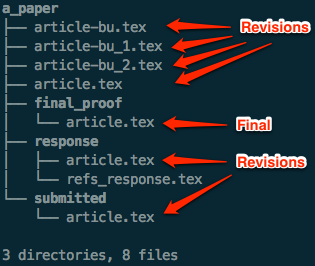 a_paper
├── article-bu.tex Revisions
├── article-bu_1.tex
├── article-bu_2.tex
├── article.tex
├── final_proof
│   └── article.tex Final
├── response
│   ├── article.tex Revisions
│   └── refs_response.tex
└── submitted
    └── article.tex
3 directories, 8 files